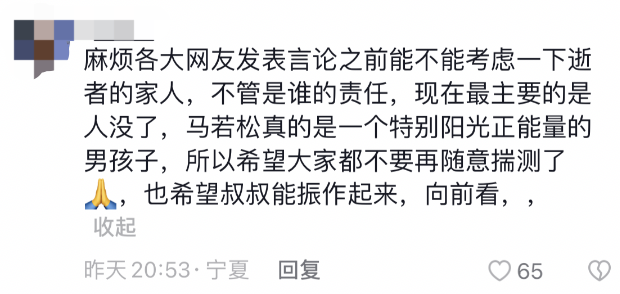 麻烦各大网友发表言论之前能不能考虑一下逝
者的家人，不管是谁的责任，现在最主要的是
人没了，马若松真的是一个特别阳光正能量的
男孩子，所以希望大家都不要再随意揣测了
🙏，也希望叔叔能振作起来，向前看，，
收起
昨天20:53·宁夏 回复 65